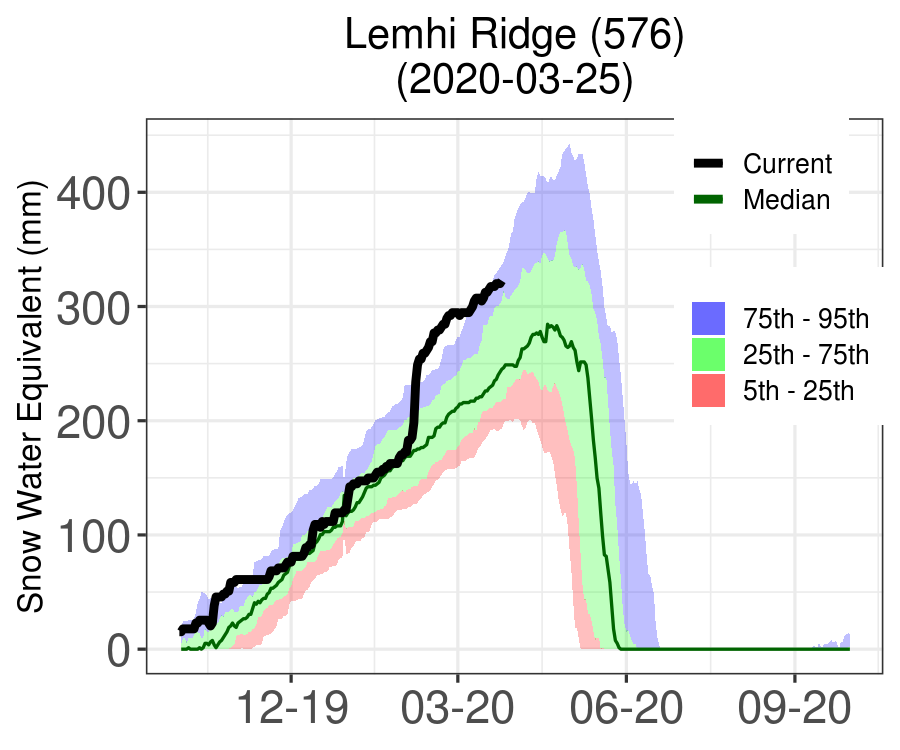 Lemhi Ridge (576)
(2020-03-25)
Snow Water Equivalent (mm)
400
300
200
100
0
12-19
03-20
06-20
09-20
Current
Median
75th - 95th
25th - 75th
5th - 25th